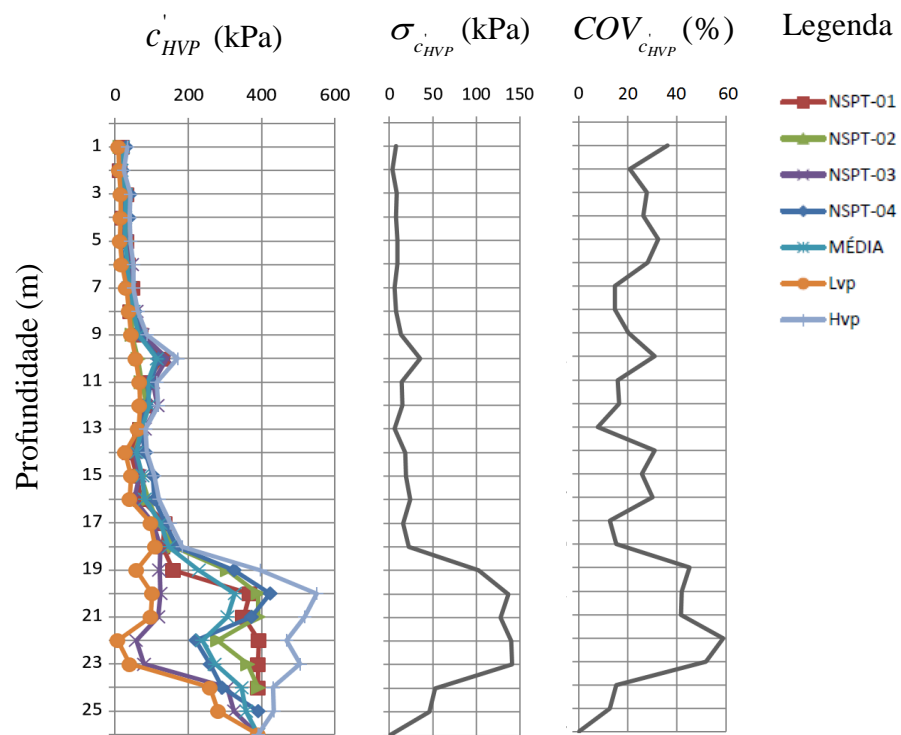 c'HVP (kPa)
σc'HVP (kPa)
COVc'HVP (%)
Legenda
0 200 400 600
0 50 100 150
0 20 40 60
1
3
5
7
9
11
13
15
17
19
21
23
25
Profundidade (m)
NSPT-01
NSPT-02
NSPT-03
NSPT-04
MÉDIA
Lvp
Hvp